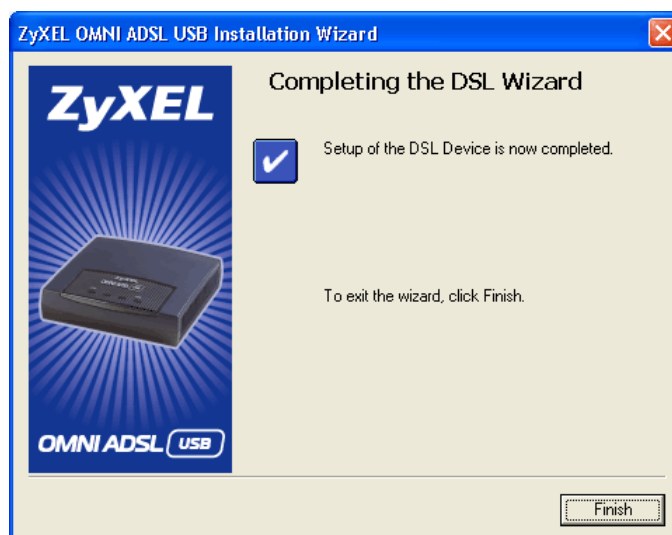 ZyXEL OMNI ADSL USB Installation Wizard
ZyXEL
Completing the DSL Wizard
Setup of the DSL Device is now completed.
To exit the wizard, click Finish.
OMNI ADSL USB
Finish